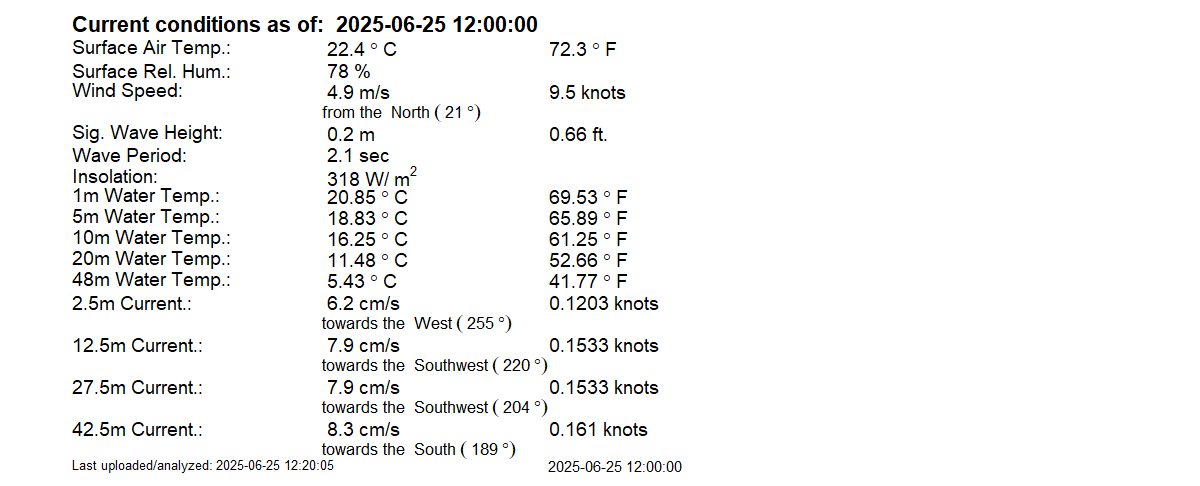 Current conditions as of: 2025-06-25 12:00:00
Surface Air Temp.: 22.4 ° C 72.3 ° F
Surface Rel. Hum.: 78 %
Wind Speed: 4.9 m/s 9.5 knots
from the North ( 21 °)
Sig. Wave Height: 0.2 m 0.66 ft.
Wave Period: 2.1 sec
Insolation: 318 W/ m²
1m Water Temp.: 20.85 ° C 69.53 ° F
5m Water Temp.: 18.83 ° C 65.89 ° F
10m Water Temp.: 16.25 ° C 61.25 ° F
20m Water Temp.: 11.48 ° C 52.66 ° F
48m Water Temp.: 5.43 ° C 41.77 ° F
2.5m Current.: 6.2 cm/s 0.1203 knots
towards the West ( 255 °)
12.5m Current.: 7.9 cm/s 0.1533 knots
towards the Southwest ( 220 °)
27.5m Current.: 7.9 cm/s 0.1533 knots
towards the Southwest ( 204 °)
42.5m Current.: 8.3 cm/s 0.161 knots
towards the South ( 189 °)
Last uploaded/analyzed: 2025-06-25 12:20:05 2025-06-25 12:00:00